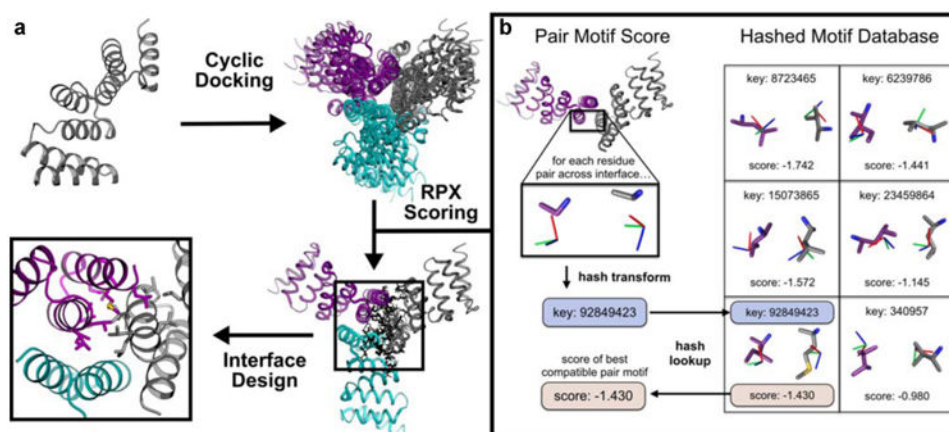 a
Cyclic
Docking
RPX
Scoring
Interface
Design
b
Pair Motif Score
for each residue
pair across interface...
hash transform
key: 92849423
score of best
compatible pair motif
score: -1.430
hash
lookup
Hashed Motif Database
key: 8723465
key: 6239786
score: -1.742
score: -1.441
key: 15073865
key: 23459864
score: -1.572
score: -1.145
key: 92849423
key: 340957
score: -1.430
score: -0.980